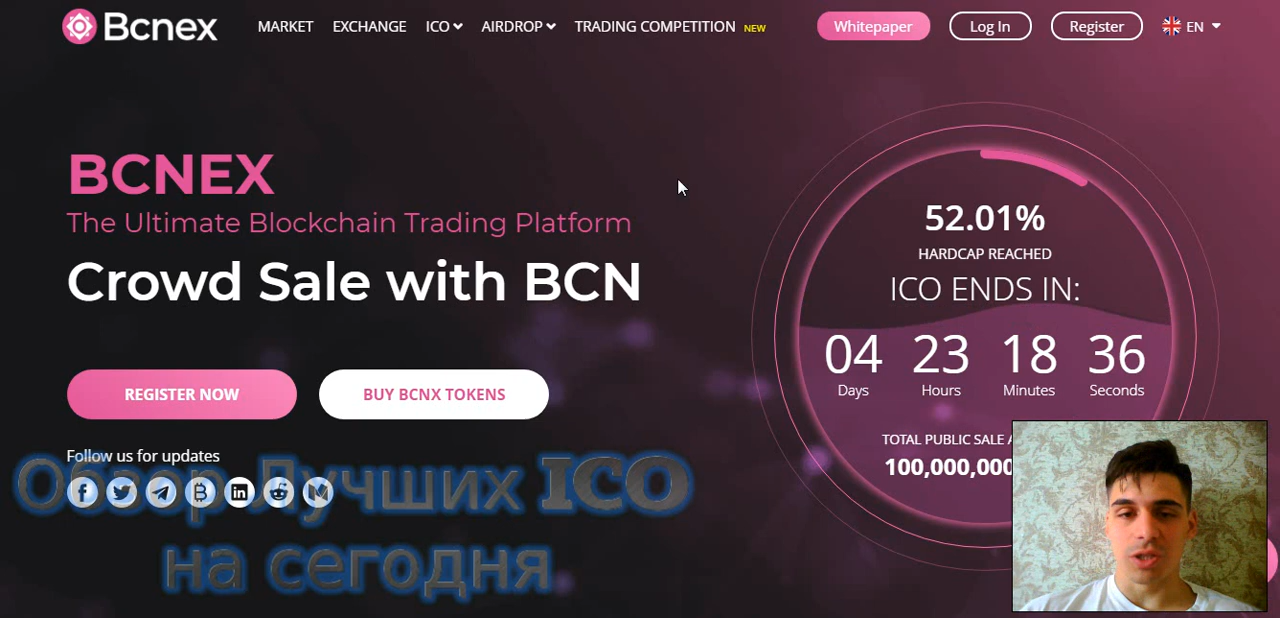 Bcnex MARKET EXCHANGE ICO AIRDROP TRADING COMPETITION NEW Whitepaper Log In Register EN
BCNEX
The Ultimate Blockchain Trading Platform
Crowd Sale with BCN
REGISTER NOW BUY BCNX TOKENS
Follow us for updates
52.01%
HARDCAP REACHED
ICO ENDS IN:
04 23 18 36
Days Hours Minutes Seconds
TOTAL PUBLIC SALE
100,000,000
Обзор Лучших ICO
на сегодня